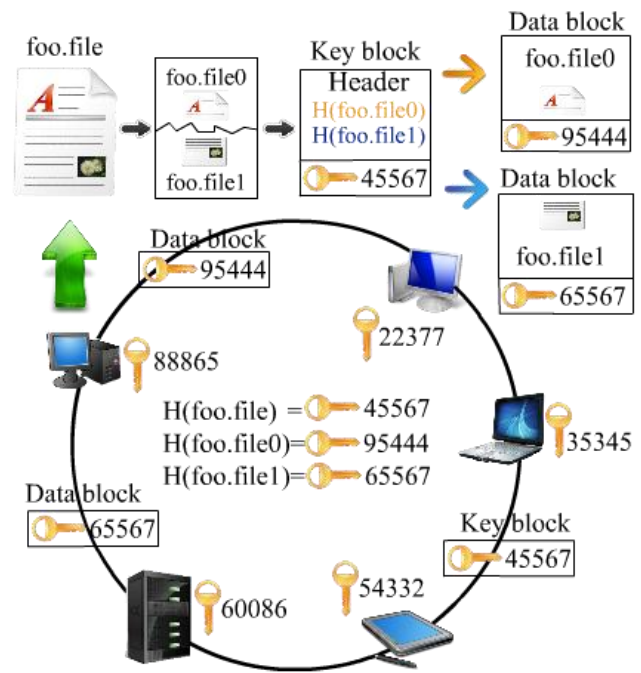 foo.file
foo.file0
foo.file1
Key block
Header
H(foo.file0)
H(foo.file1)
45567
Data block
foo.file0
95444
Data block
foo.file1
65567
Data block
95444
22377
88865
35345
H(foo.file) = 45567
H(foo.file0)= 95444
H(foo.file1)= 65567
Data block
65567
Key block
45567
54332
60086